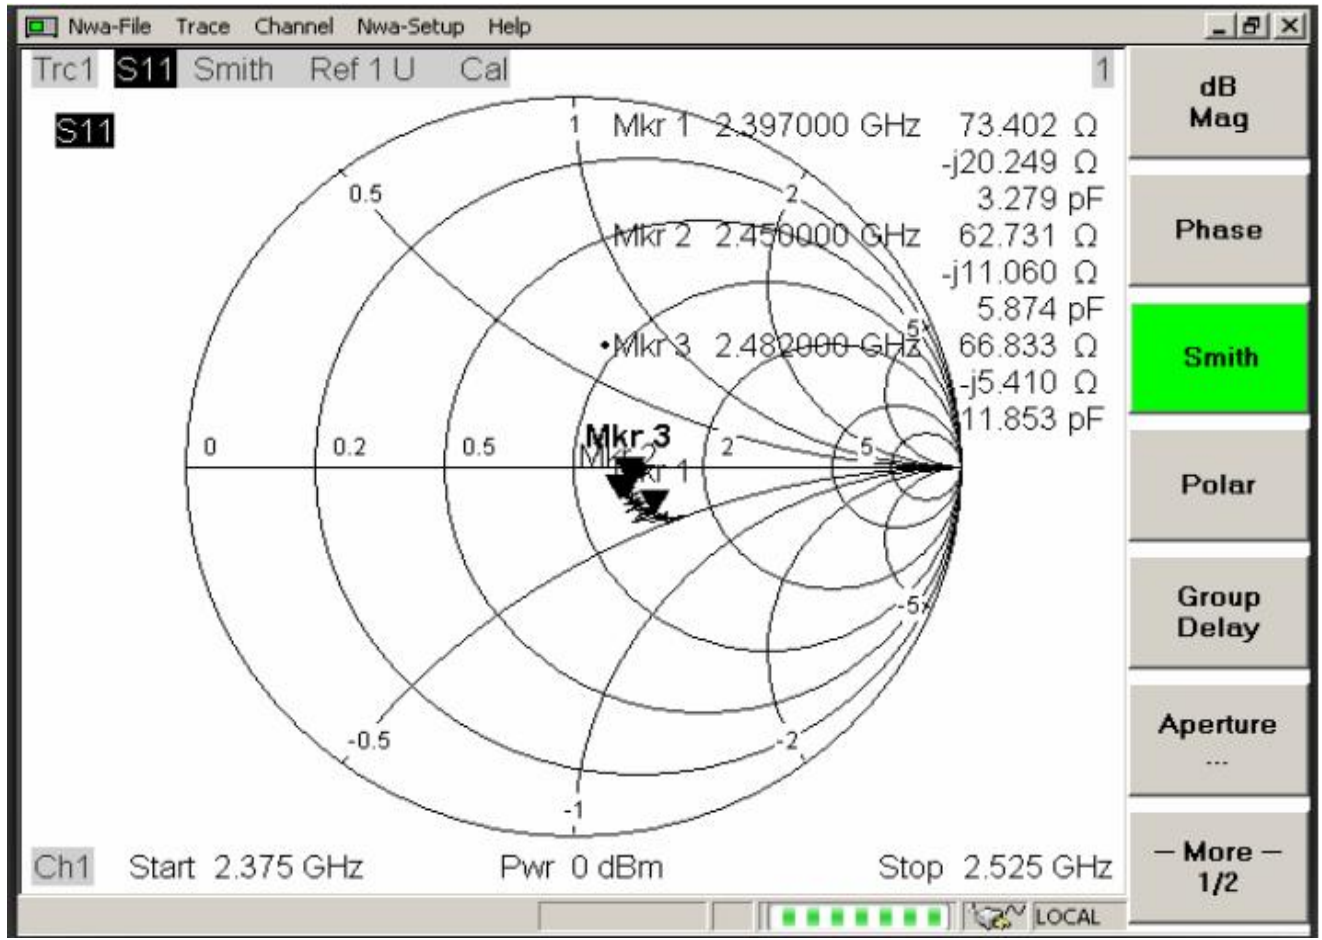 Nwa-File Trace Channel Nwa-Setup Help
Trc1 S11 Smith Ref 1 U Cal 1
S11
Mkr 1 2.397000 GHz 73.402 Ω
-j20.249 Ω
3.279 pF
Mkr 2 2.450000 GHz 62.731 Ω
-j11.060 Ω
5.874 pF
•Mkr 3 2.482000 GHz 66.833 Ω
-j5.410 Ω
11.853 pF
1
0.5
2
5
Mkr 3
Mkr 2
Mkr 1
0 0.2 0.5 2 5
-5
-0.5
-2
-1
Ch1 Start 2.375 GHz Pwr 0 dBm Stop 2.525 GHz
dB
Mag
Phase
Smith
Polar
Group
Delay
Aperture
...
— More —
1/2
LOCAL